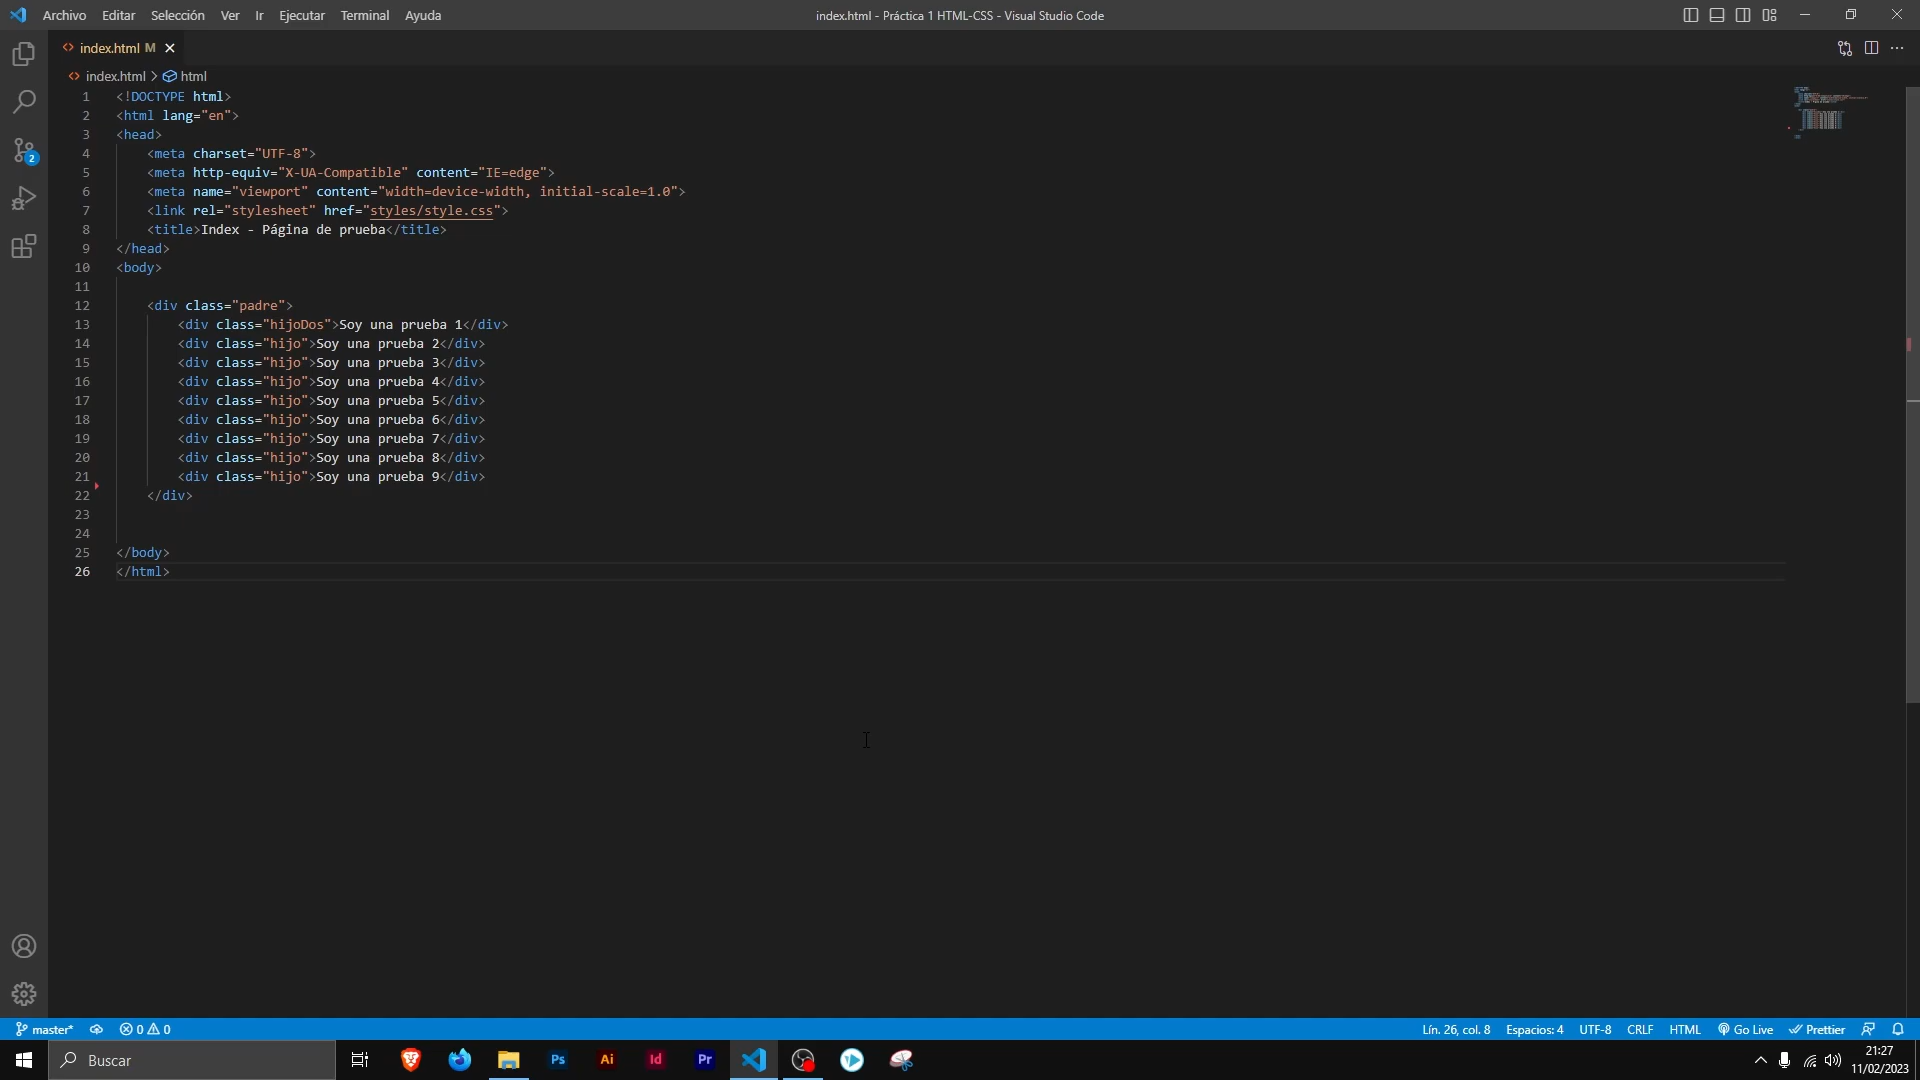 Archivo Editar Selección Ver Ir Ejecutar Terminal Ayuda index.html - Práctica 1 HTML-CSS - Visual Studio Code
index.html M
index.html > html
1 <!DOCTYPE html>
2 <html lang="en">
3 <head>
4 <meta charset="UTF-8">
5 <meta http-equiv="X-UA-Compatible" content="IE=edge">
6 <meta name="viewport" content="width=device-width, initial-scale=1.0">
7 <link rel="stylesheet" href="styles/style.css">
8 <title>Index - Página de prueba</title>
9 </head>
10 <body>
11
12 <div class="padre">
13 <div class="hijoDos">Soy una prueba 1</div>
14 <div class="hijo">Soy una prueba 2</div>
15 <div class="hijo">Soy una prueba 3</div>
16 <div class="hijo">Soy una prueba 4</div>
17 <div class="hijo">Soy una prueba 5</div>
18 <div class="hijo">Soy una prueba 6</div>
19 <div class="hijo">Soy una prueba 7</div>
20 <div class="hijo">Soy una prueba 8</div>
21 <div class="hijo">Soy una prueba 9</div>
22 </div>
23
24
25 </body>
26 </html>
2
master* 0 0 Lín. 26, col. 8 Espacios: 4 UTF-8 CRLF HTML Go Live Prettier
Buscar Ps Ai Id Pr 21:27
11/02/2023